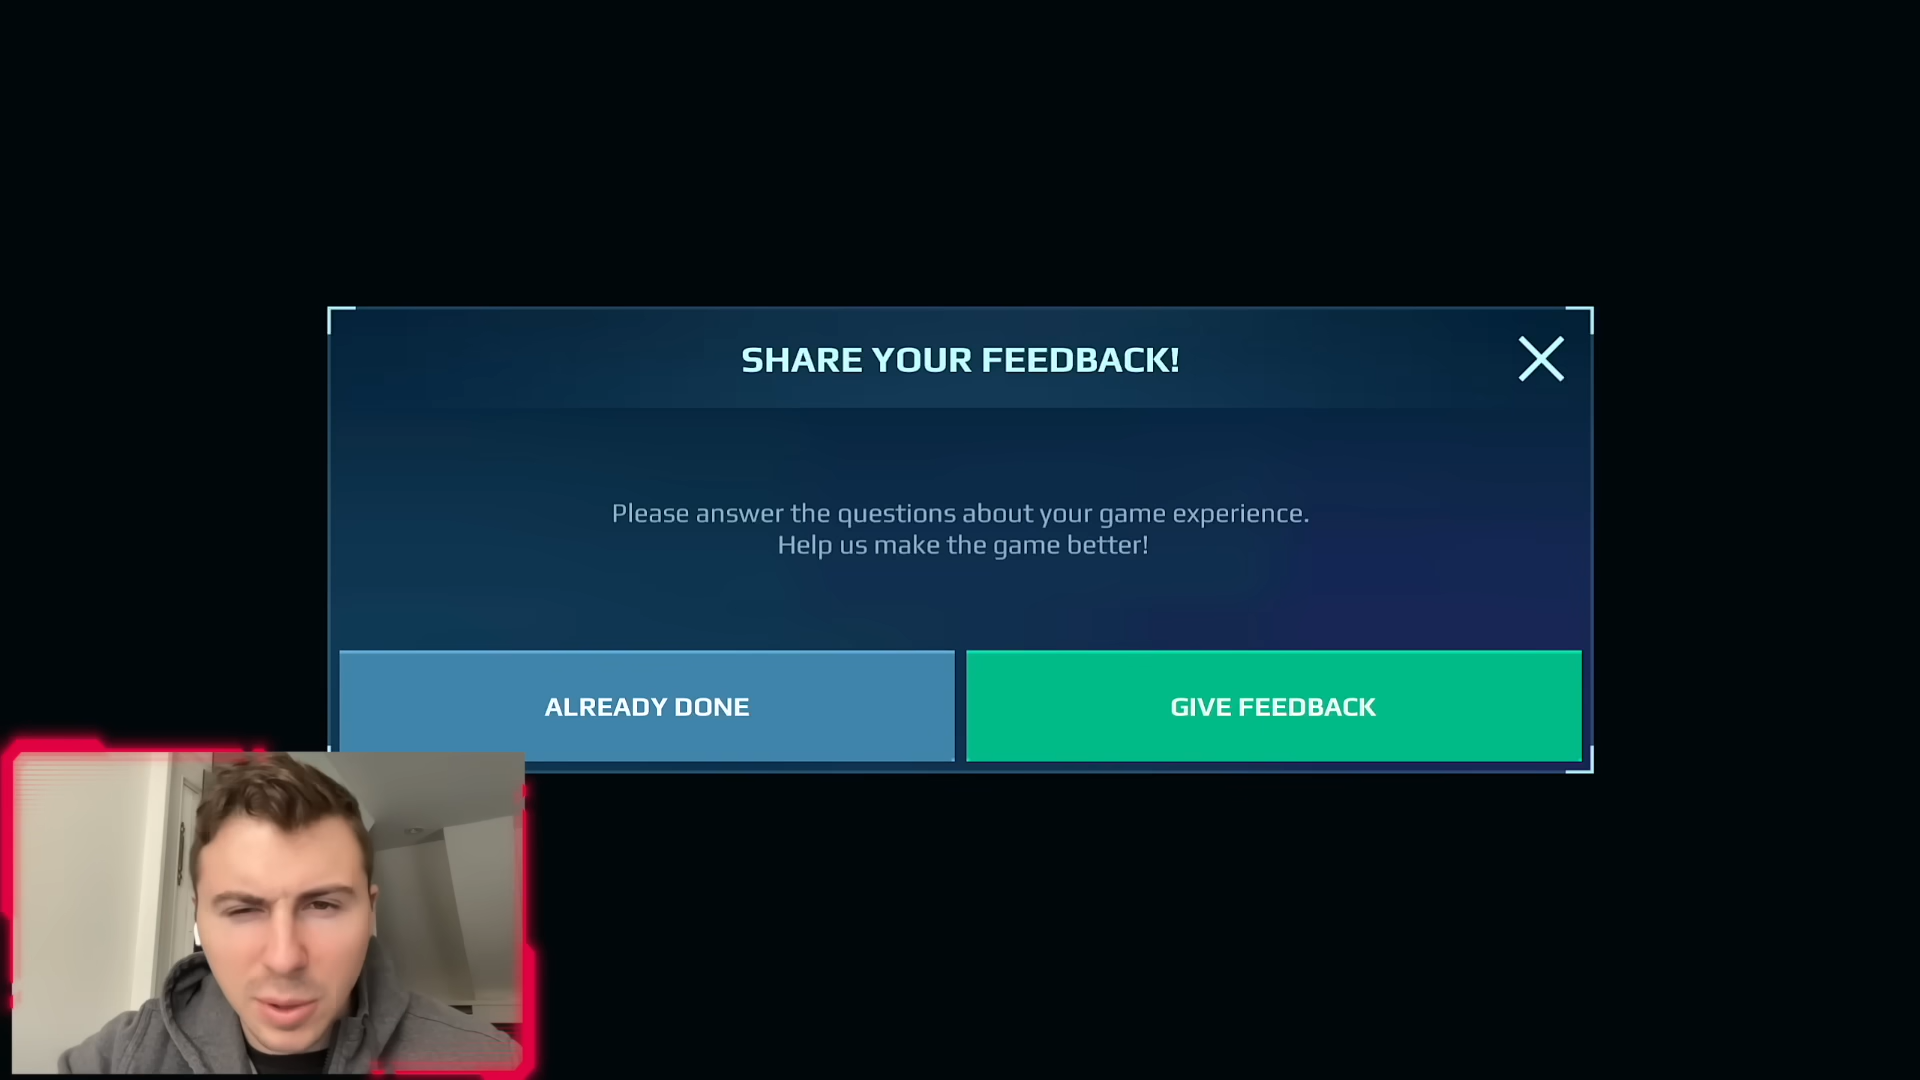 SHARE YOUR FEEDBACK!
Please answer the questions about your game experience.
Help us make the game better!
ALREADY DONE
GIVE FEEDBACK